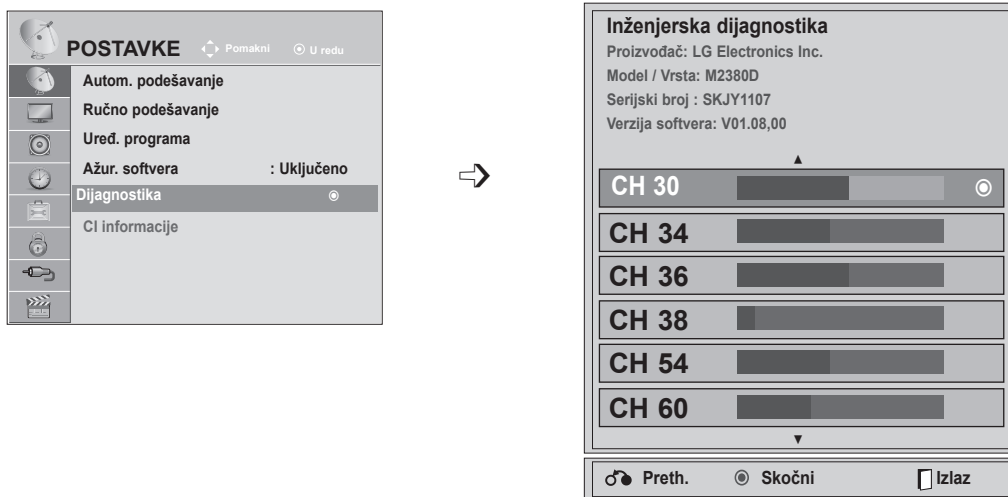 POSTAVKE
Pomakni
U redu
Autom. podešavanje
Ručno podešavanje
Uređ. programa
Ažur. softvera : Uključeno
Dijagnostika
CI informacije
Inženjerska dijagnostika
Proizvođač: LG Electronics Inc.
Model / Vrsta: M2380D
Serijski broj : SKJY1107
Verzija softvera: V01.08,00
CH 30
CH 34
CH 36
CH 38
CH 54
CH 60
Preth.
Skočni
Izlaz